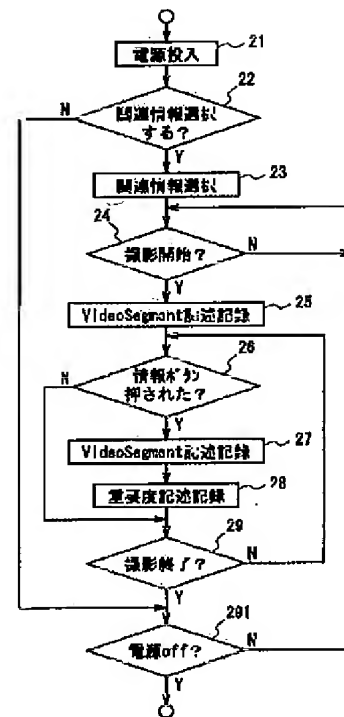 電源投入
21
22
N
関連情報選択
する?
Y
関連情報選択
23
24
撮影開始?
N
Y
VideoSegment記述記録
25
26
N
情報ボタン
押された?
Y
VideoSegment記述記録
27
重要度記述記録
28
29
撮影終了?
N
Y
201
電源off?
N
Y